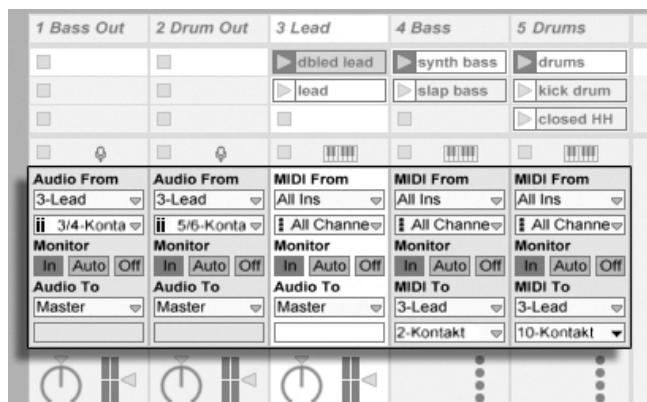 1 Bass Out 2 Drum Out 3 Lead 4 Bass 5 Drums
dbled lead synth bass drums
lead slap bass kick drum
closed HH
Audio From Audio From MIDI From MIDI From MIDI From
3-Lead 3-Lead All Ins All Ins All Ins
3/4-Konta 5/6-Konta All Channe All Channe All Channe
Monitor Monitor Monitor Monitor Monitor
In Auto Off In Auto Off In Auto Off In Auto Off In Auto Off
Audio To Audio To Audio To MIDI To MIDI To
Master Master Master 3-Lead 3-Lead
2-Kontakt 10-Kontakt